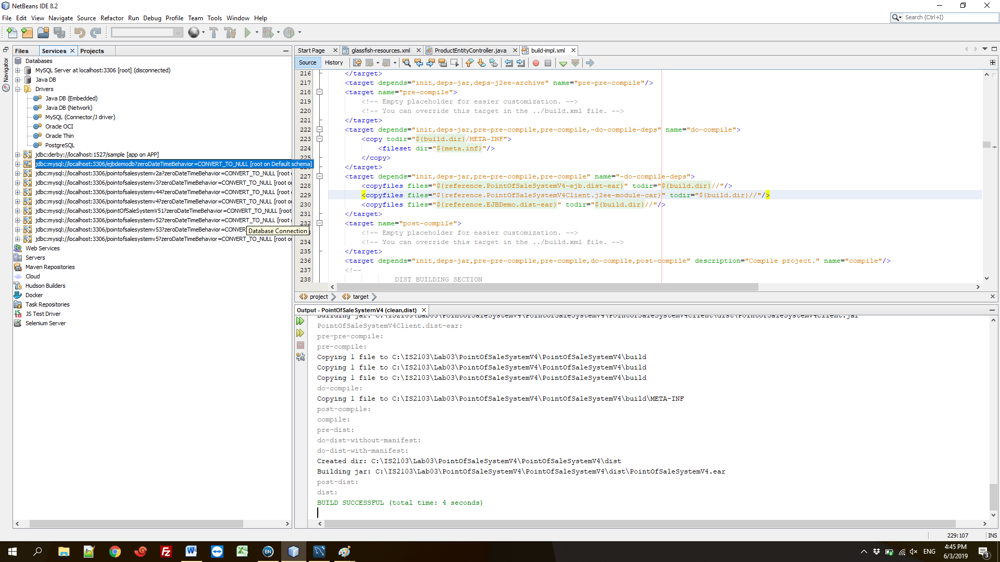 NetBeans IDE 8.2
File Edit View Navigate Source Refactor Run Debug Profile Team Tools Window Help
Search (Ctrl+I)
Navigator
Files Services Projects
Databases
MySQL Server at localhost:3306 [root] (disconnected)
Java DB
Drivers
Java DB (Embedded)
Java DB (Network)
MySQL (Connector/J driver)
Oracle OCI
Oracle Thin
PostgreSQL
jdbc:derby://localhost:1527/sample [app on APP]
jdbc:mysql://localhost:3306/ejbdemodb?zeroDateTimeBehavior=CONVERT_TO_NULL [root on Default schema]
jdbc:mysql://localhost:3306/pointofsalesystemv2a?zeroDateTimeBehavior=CONVERT_TO_NULL [root
jdbc:mysql://localhost:3306/pointofsalesystemv3?zeroDateTimeBehavior=CONVERT_TO_NULL [root on
jdbc:mysql://localhost:3306/pointofsalesystemv44?zeroDateTimeBehavior=CONVERT_TO_NULL [root
jdbc:mysql://localhost:3306/pointofsalesystemv4?zeroDateTimeBehavior=CONVERT_TO_NULL [root on
jdbc:mysql://localhost:3306/pointOfSaleSystemV51?zeroDateTimeBehavior=CONVERT_TO_NULL [root
jdbc:mysql://localhost:3306/pointofsalesystemv52?zeroDateTimeBehavior=CONVERT_TO_NULL [root
jdbc:mysql://localhost:3306/pointofsalesystemv53?zeroDateTimeBehavior=CONVER
Database Connection
jdbc:mysql://localhost:3306/pointofsalesystemv5?zeroDateTimeBehavior=CONVERT_TO_NULL [root on
Web Services
Servers
Maven Repositories
Cloud
Hudson Builders
Docker
Task Repositories
JS Test Driver
Selenium Server
Start Page glassfish-resources.xml ProductEntityController.java build-impl.xml
Source History
216 </target>
217 <target depends="init,deps-jar,deps-j2ee-archive" name="pre-pre-compile"/>
218 <target name="pre-compile">
219 <!-- Empty placeholder for easier customization. -->
220 <!-- You can override this target in the ../build.xml file. -->
221 </target>
222 <target depends="init,deps-jar,pre-pre-compile,pre-compile,-do-compile-deps" name="do-compile">
223 <copy todir="${build.dir}/META-INF">
224 <fileset dir="${meta.inf}"/>
225 </copy>
</target>
227 <target depends="init,deps-jar,pre-pre-compile,pre-compile" name="-do-compile-deps">
228 <copyfiles files="${reference.PointOfSaleSystemV4-ejb.dist-ear}" todir="${build.dir}//"/>
229 <copyfiles files="${reference.PointOfSaleSystemV4Client.j2ee-module-car}" todir="${build.dir}//"/>
230 <copyfiles files="${reference.EJBDemo.dist-ear}" todir="${build.dir}//"/>
231 </target>
232 <target name="post-compile">
3 <!-- Empty placeholder for easier customization. -->
234 <!-- You can override this target in the ../build.xml file. -->
235 </target>
236 <target depends="init,deps-jar,pre-pre-compile,pre-compile,do-compile,post-compile" description="Compile project." name="compile"/>
237 <!--
238 DIST BUILDING SECTION
project target
Output - PointOfSaleSystemV4 (clean,dist)
Building jar: C:\IS2103\Lab03\PointOfSaleSystemV4\PointOfSaleSystemV4\PointOfSaleSystemV4Client\dist\PointOfSaleSystemV4Client.jar
PointOfSaleSystemV4Client.dist-ear:
pre-pre-compile:
pre-compile:
Copying 1 file to C:\IS2103\Lab03\PointOfSaleSystemV4\PointOfSaleSystemV4\build
Copying 1 file to C:\IS2103\Lab03\PointOfSaleSystemV4\PointOfSaleSystemV4\build
Copying 1 file to C:\IS2103\Lab03\PointOfSaleSystemV4\PointOfSaleSystemV4\build
do-compile:
Copying 1 file to C:\IS2103\Lab03\PointOfSaleSystemV4\PointOfSaleSystemV4\build\META-INF
post-compile:
compile:
pre-dist:
do-dist-without-manifest:
do-dist-with-manifest:
Created dir: C:\IS2103\Lab03\PointOfSaleSystemV4\PointOfSaleSystemV4\dist
Building jar: C:\IS2103\Lab03\PointOfSaleSystemV4\PointOfSaleSystemV4\dist\PointOfSaleSystemV4.ear
post-dist:
dist:
BUILD SUCCESSFUL (total time: 4 seconds)
229:107 INS
EN
ENG
4:45 PM
6/3/2019
3